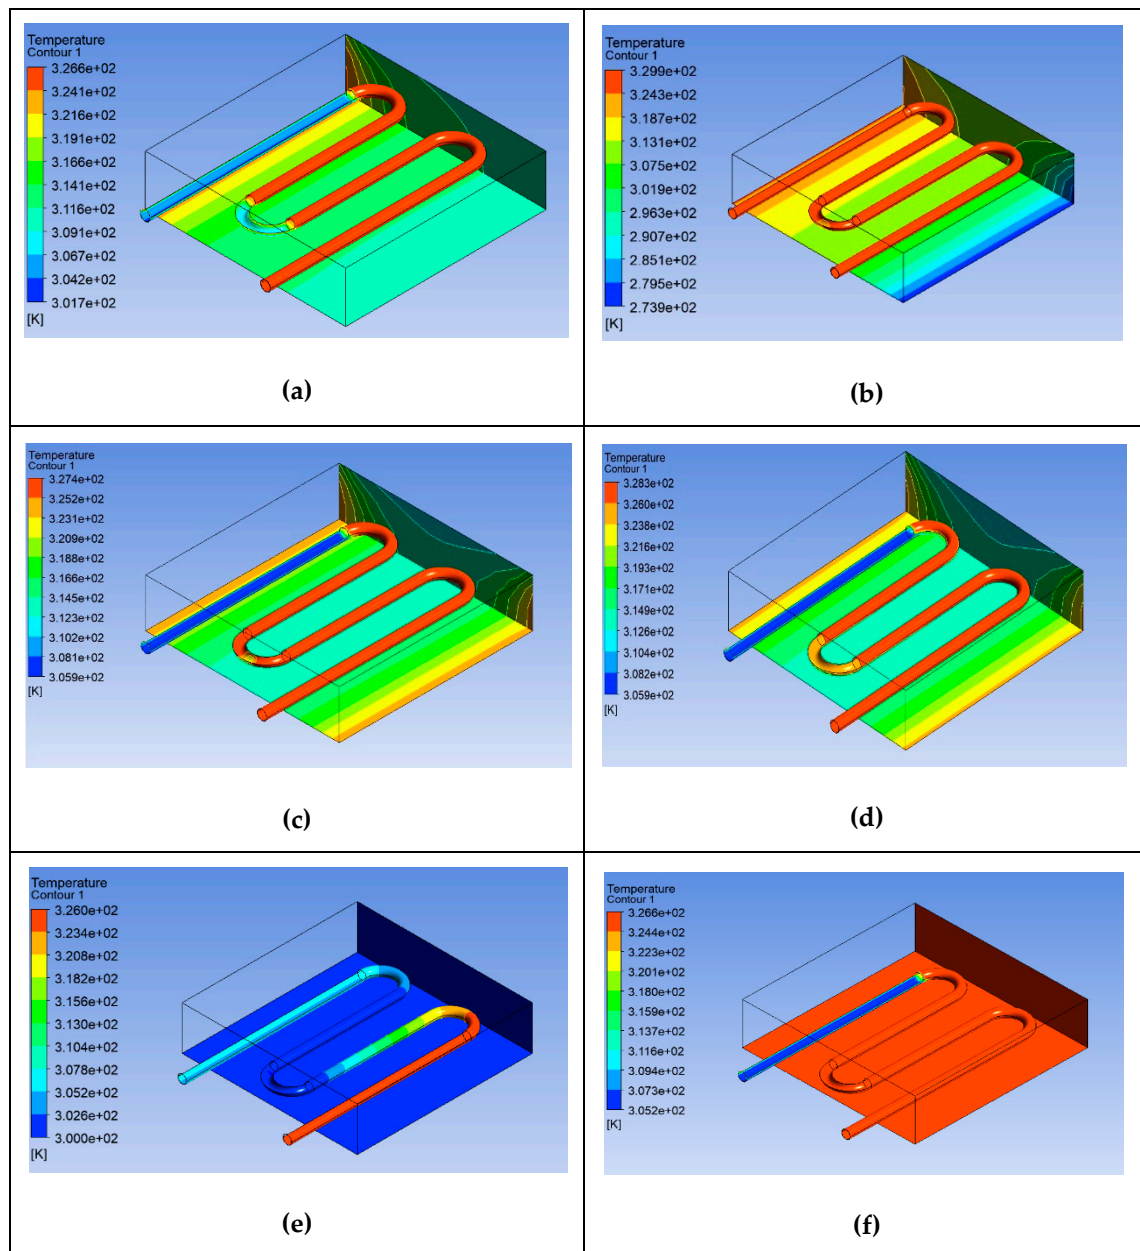 Temperature
Contour 1
3.266e+02
3.241e+02
3.216e+02
3.191e+02
3.166e+02
3.141e+02
3.116e+02
3.091e+02
3.067e+02
3.042e+02
3.017e+02
[K]
(a)
Temperature
Contour 1
3.299e+02
3.243e+02
3.187e+02
3.131e+02
3.075e+02
3.019e+02
2.963e+02
2.907e+02
2.851e+02
2.795e+02
2.739e+02
[K]
(b)
Temperature
Contour 1
3.274e+02
3.252e+02
3.231e+02
3.209e+02
3.188e+02
3.166e+02
3.145e+02
3.123e+02
3.102e+02
3.081e+02
3.059e+02
[K]
(c)
Temperature
Contour 1
3.283e+02
3.260e+02
3.238e+02
3.216e+02
3.193e+02
3.171e+02
3.149e+02
3.126e+02
3.104e+02
3.082e+02
3.059e+02
[K]
(d)
Temperature
Contour 1
3.260e+02
3.234e+02
3.208e+02
3.182e+02
3.156e+02
3.130e+02
3.104e+02
3.078e+02
3.052e+02
3.026e+02
3.000e+02
[K]
(e)
Temperature
Contour 1
3.266e+02
3.244e+02
3.223e+02
3.201e+02
3.180e+02
3.159e+02
3.137e+02
3.116e+02
3.094e+02
3.073e+02
3.052e+02
[K]
(f)